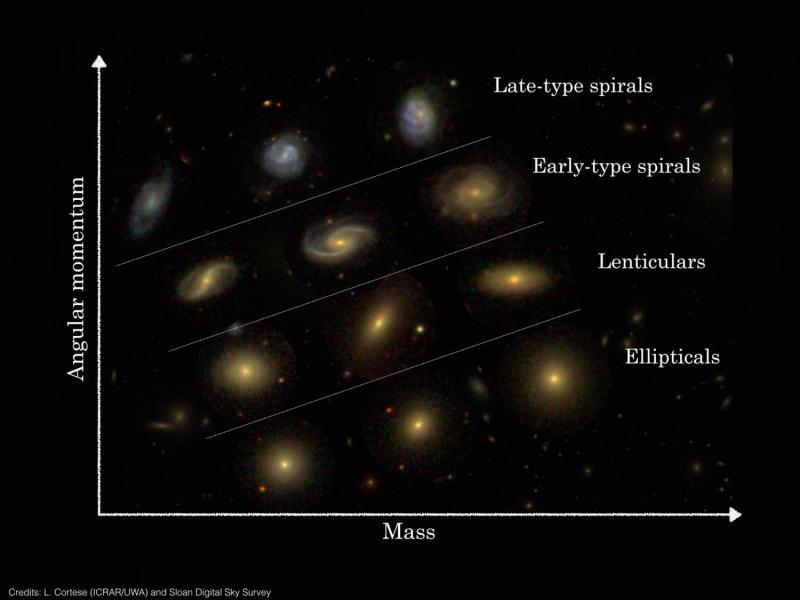 Late-type spirals
Early-type spirals
Lenticulars
Ellipticals
Angular momentum
Mass
Credits: L. Cortese (ICRAR/UWA) and Sloan Digital Sky Survey